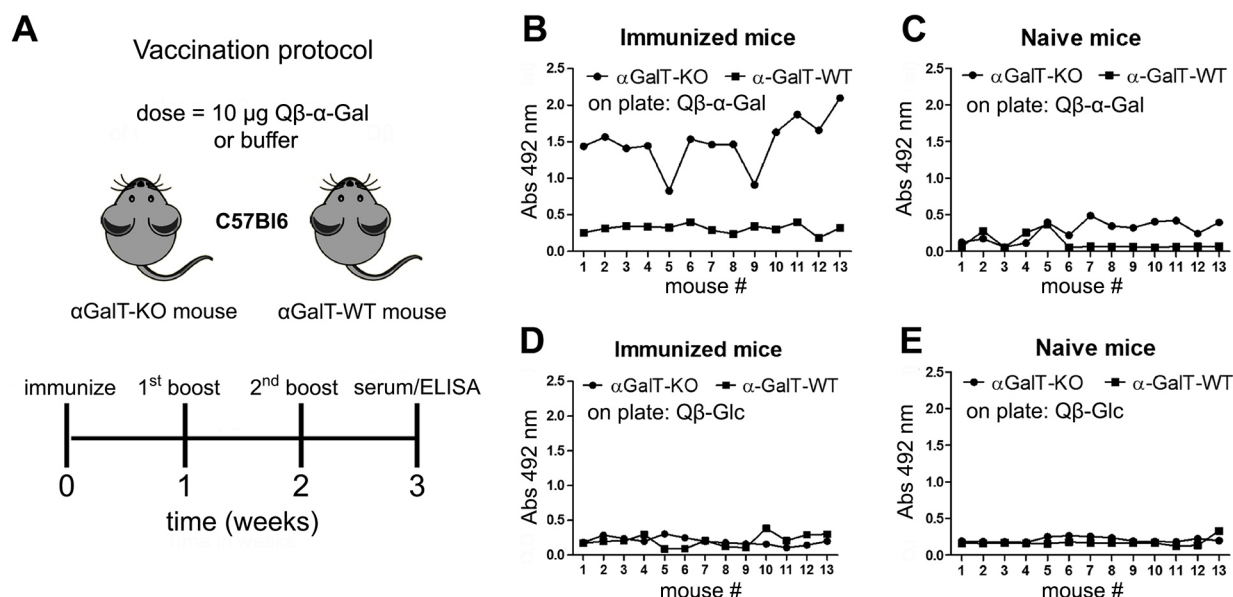 A
Vaccination protocol
dose = 10 µg Qβ-α-Gal
or buffer
C57Bl6
αGalT-KO mouse
αGalT-WT mouse
immunize
1st boost
2nd boost
serum/ELISA
0
1
2
3
time (weeks)
B
Immunized mice
αGalT-KO
α-GalT-WT
on plate: Qβ-α-Gal
Abs 492 nm
2.5
2.0
1.5
1.0
0.5
0.0
1 2 3 4 5 6 7 8 9 10 11 12 13
mouse #
C
Naive mice
αGalT-KO
α-GalT-WT
on plate: Qβ-α-Gal
Abs 492 nm
2.5
2.0
1.5
1.0
0.5
0.0
1 2 3 4 5 6 7 8 9 10 11 12 13
mouse #
D
Immunized mice
αGalT-KO
α-GalT-WT
on plate: Qβ-Glc
Abs 492 nm
2.5
2.0
1.5
1.0
0.5
0.0
1 2 3 4 5 6 7 8 9 10 11 12 13
mouse #
E
Naive mice
αGalT-KO
α-GalT-WT
on plate: Qβ-Glc
Abs 492 nm
2.5
2.0
1.5
1.0
0.5
0.0
1 2 3 4 5 6 7 8 9 10 11 12 13
mouse #